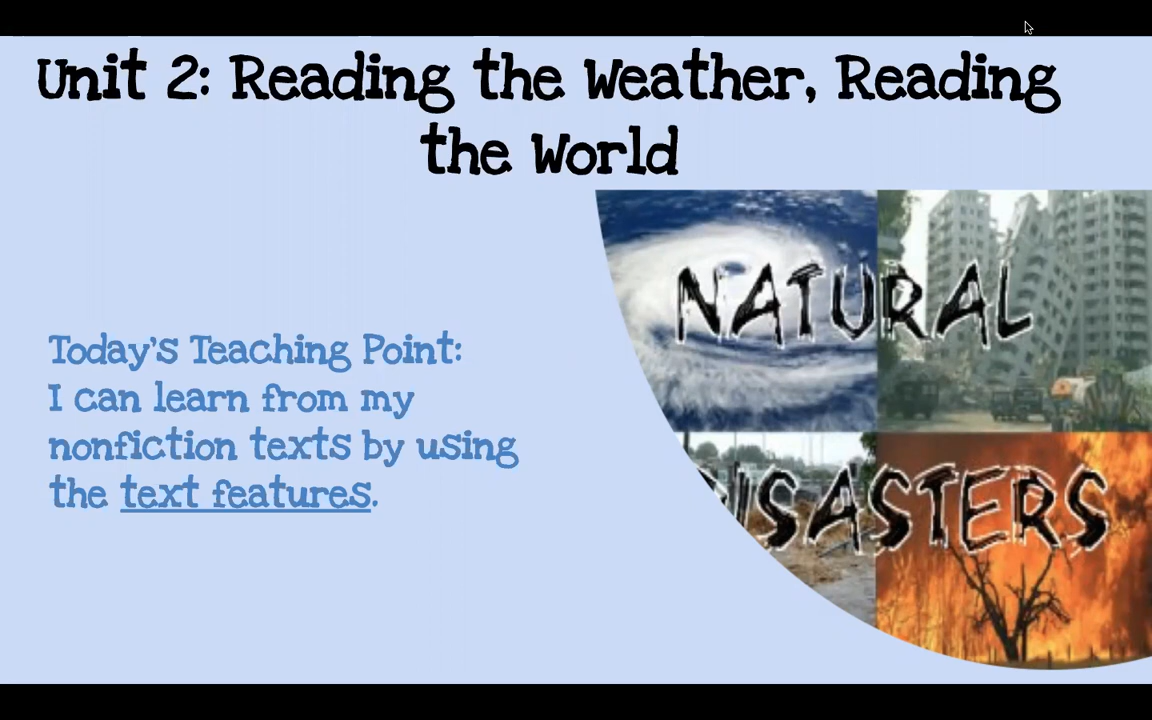 Unit 2: Reading the Weather, Reading
the World
NATURAL
DISASTERS
Today's Teaching Point:
I can learn from my
nonfiction texts by using
the text features.